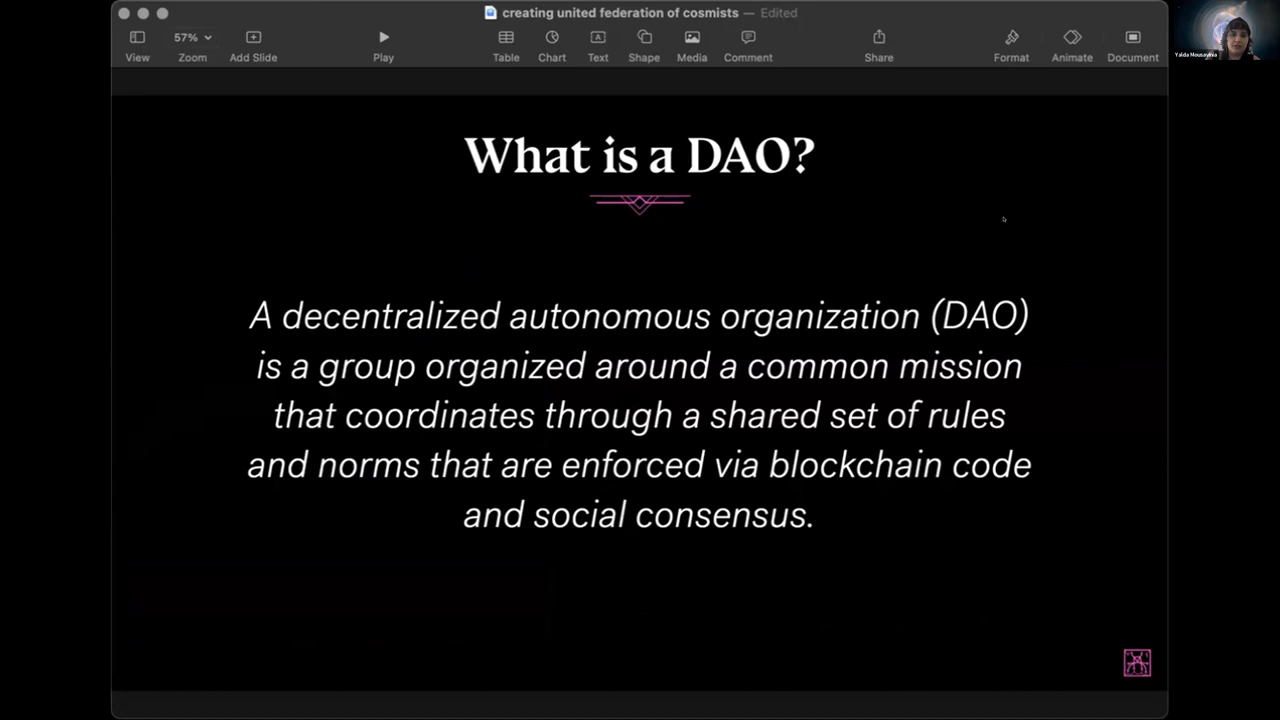 creating united federation of cosmists — Edited
57%
View
Zoom
Add Slide
Play
Table
Chart
Text
Shape
Media
Comment
Share
Format
Animate
Document
Yalda Mousavinia
What is a DAO?
A decentralized autonomous organization (DAO)
is a group organized around a common mission
that coordinates through a shared set of rules
and norms that are enforced via blockchain code
and social consensus.